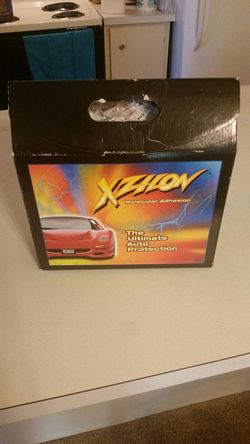 XZILON
Molecular Adhesion
The
Ultimate
Auto
Protection